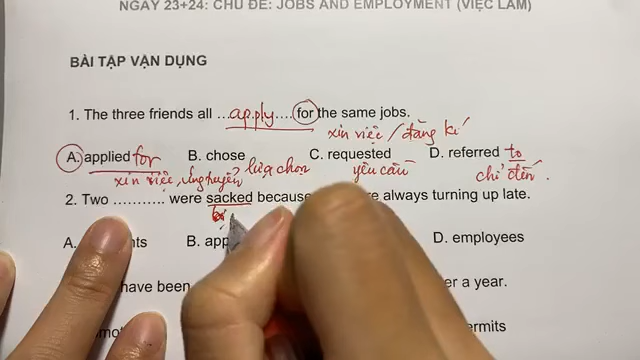 NGÀY 23+24: CHỦ ĐỀ: JOBS AND EMPLOYMENT (VIỆC LÀM)
BÀI TẬP VẬN DỤNG
1. The three friends all ...apply.... for the same jobs.
xin việc / đăng kí
A. applied for B. chose C. requested D. referred to
xin việc, ứng tuyển lựa chọn yêu cầu chỉ đến
2. Two ........... were sacked because always turning up late.
bị
A. B. app D. employees
have been er a year.